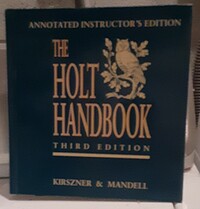 ANNOTATED INSTRUCTOR'S EDITION
THE
HOLT
HANDBOOK
THIRD EDITION
KIRSZNER & MANDELL